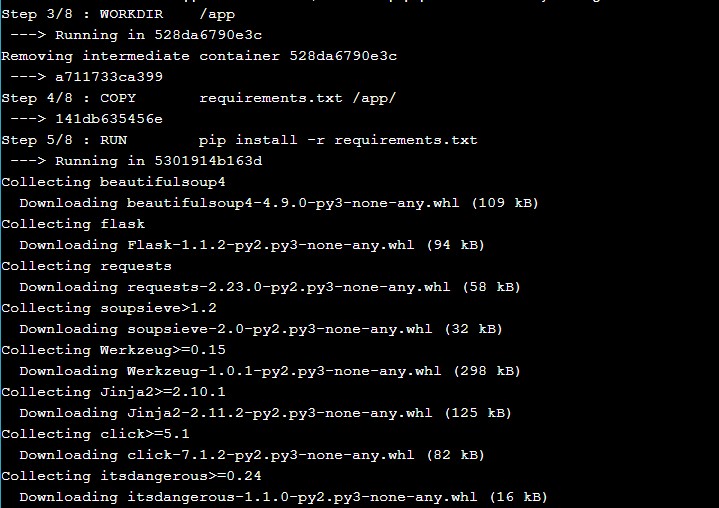 Step 3/8 : WORKDIR    /app
 ---> Running in 528da6790e3c
Removing intermediate container 528da6790e3c
 ---> a711733ca399
Step 4/8 : COPY       requirements.txt /app/
 ---> 141db635456e
Step 5/8 : RUN        pip install -r requirements.txt
 ---> Running in 5301914b163d
Collecting beautifulsoup4
  Downloading beautifulsoup4-4.9.0-py3-none-any.whl (109 kB)
Collecting flask
  Downloading Flask-1.1.2-py2.py3-none-any.whl (94 kB)
Collecting requests
  Downloading requests-2.23.0-py2.py3-none-any.whl (58 kB)
Collecting soupsieve>1.2
  Downloading soupsieve-2.0-py2.py3-none-any.whl (32 kB)
Collecting Werkzeug>=0.15
  Downloading Werkzeug-1.0.1-py2.py3-none-any.whl (298 kB)
Collecting Jinja2>=2.10.1
  Downloading Jinja2-2.11.2-py2.py3-none-any.whl (125 kB)
Collecting click>=5.1
  Downloading click-7.1.2-py2.py3-none-any.whl (82 kB)
Collecting itsdangerous>=0.24
  Downloading itsdangerous-1.1.0-py2.py3-none-any.whl (16 kB)